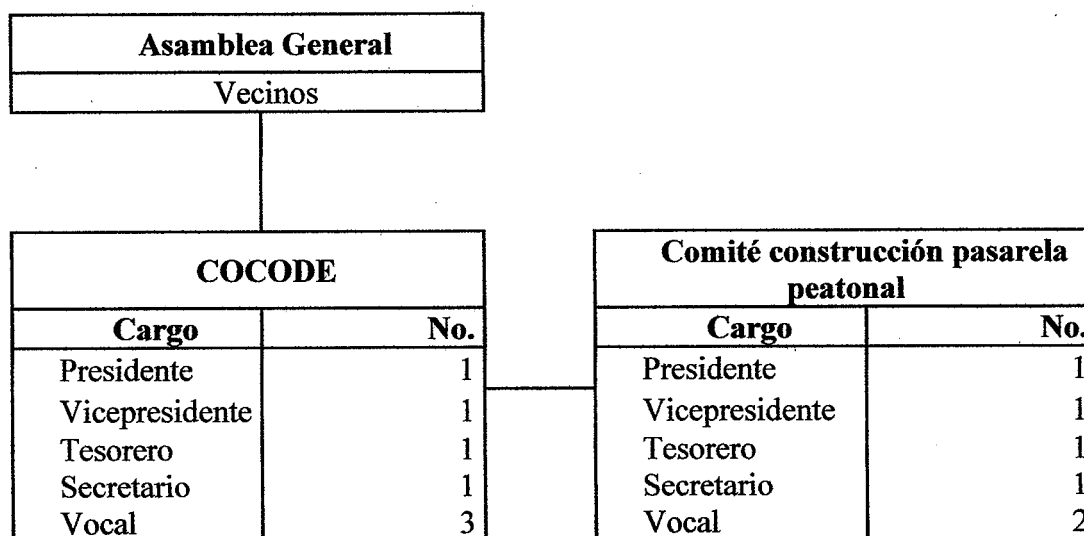 Asamblea General
Vecinos
COCODE
Cargo No.
Presidente 1
Vicepresidente 1
Tesorero 1
Secretario 1
Vocal 3
Comité construcción pasarela
peatonal
Cargo No.
Presidente 1
Vicepresidente 1
Tesorero 1
Secretario 1
Vocal 2